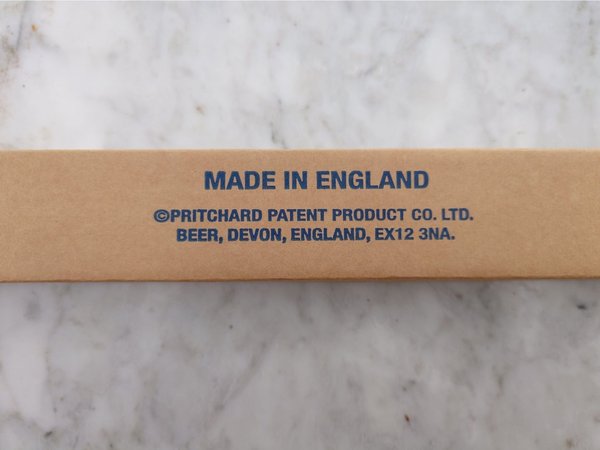 MADE IN ENGLAND
©PRITCHARD PATENT PRODUCT CO. LTD.
BEER, DEVON, ENGLAND, EX12 3NA.